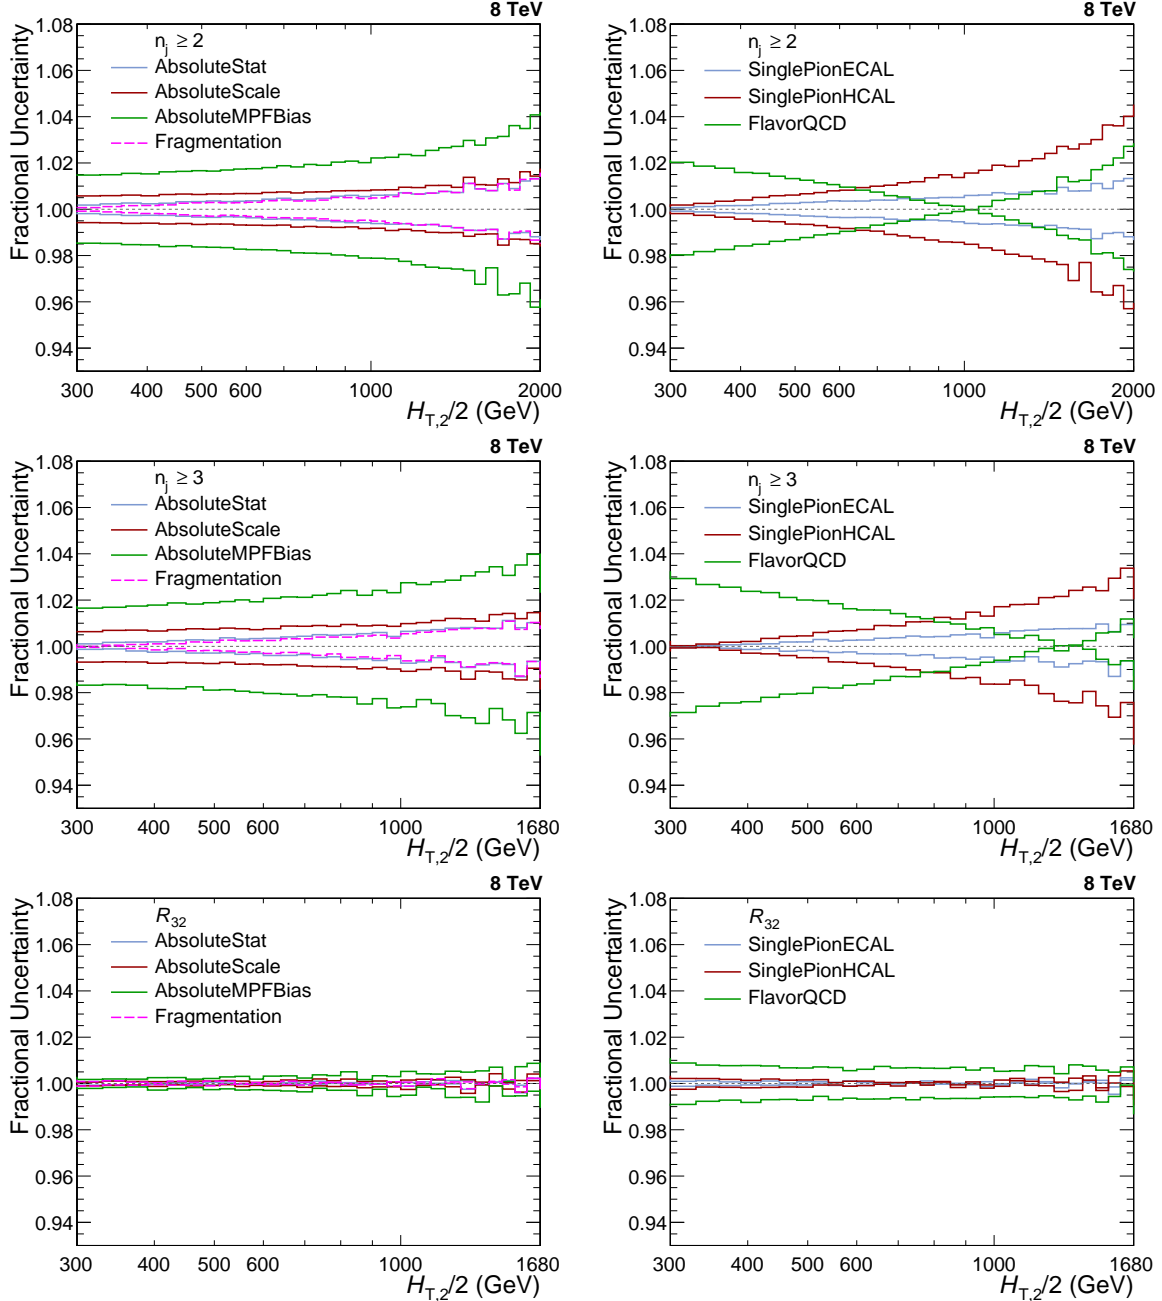 8 TeV
1.08
1.06
1.04
1.02
1.00
0.98
0.96
0.94
Fractional Uncertainty
n_j ≥ 2
AbsoluteStat
AbsoluteScale
AbsoluteMPFBias
Fragmentation
300 400 500 600 1000 2000
H_T,2/2 (GeV)
8 TeV
1.08
1.06
1.04
1.02
1.00
0.98
0.96
0.94
Fractional Uncertainty
n_j ≥ 2
SinglePionECAL
SinglePionHCAL
FlavorQCD
300 400 500 600 1000 2000
H_T,2/2 (GeV)
8 TeV
1.08
1.06
1.04
1.02
1.00
0.98
0.96
0.94
Fractional Uncertainty
n_j ≥ 3
AbsoluteStat
AbsoluteScale
AbsoluteMPFBias
Fragmentation
300 400 500 600 1000 1680
H_T,2/2 (GeV)
8 TeV
1.08
1.06
1.04
1.02
1.00
0.98
0.96
0.94
Fractional Uncertainty
n_j ≥ 3
SinglePionECAL
SinglePionHCAL
FlavorQCD
300 400 500 600 1000 1680
H_T,2/2 (GeV)
8 TeV
1.08
1.06
1.04
1.02
1.00
0.98
0.96
0.94
Fractional Uncertainty
R_32
AbsoluteStat
AbsoluteScale
AbsoluteMPFBias
Fragmentation
300 400 500 600 1000 1680
H_T,2/2 (GeV)
8 TeV
1.08
1.06
1.04
1.02
1.00
0.98
0.96
0.94
Fractional Uncertainty
R_32
SinglePionECAL
SinglePionHCAL
FlavorQCD
300 400 500 600 1000 1680
H_T,2/2 (GeV)